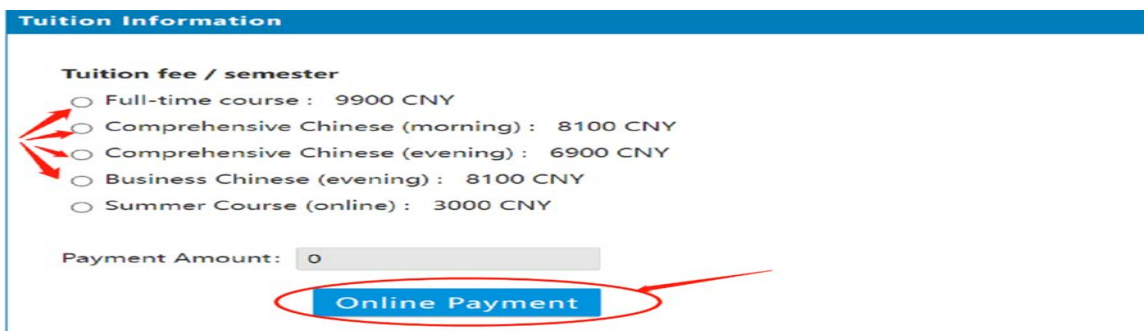 Tuition Information
Tuition fee / semester
Full-time course : 9900 CNY
Comprehensive Chinese (morning) : 8100 CNY
Comprehensive Chinese (evening) : 6900 CNY
Business Chinese (evening) : 8100 CNY
Summer Course (online) : 3000 CNY
Payment Amount: 0
Online Payment